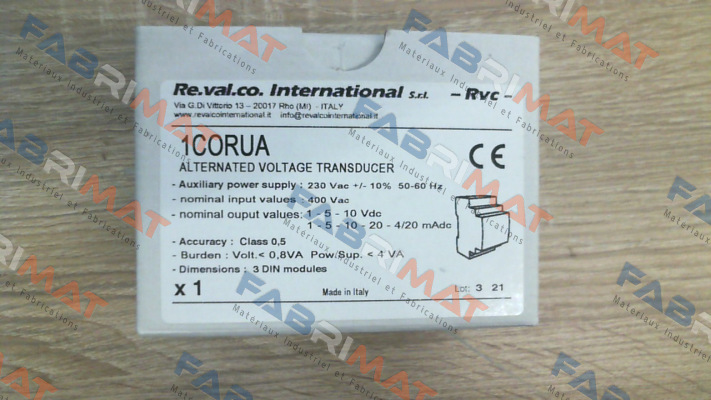 Re.val.co. International S.r.l. - Rvc -
Via G.Di Vittorio 13 - 20017 Rho (MI) - ITALY
www.revalcointernational.it info@revalcointernational.it
1CORUA
ALTERNATED VOLTAGE TRANSDUCER
CE
- Auxiliary power supply : 230 Vac +/- 10% 50-60 Hz
- nominal input values : 400 Vac
- nominal ouput values: 1 - 5 - 10 Vdc
1 - 5 - 10 - 20 - 4/20 mAdc
- Accuracy : Class 0,5
- Burden : Volt.< 0,8VA Pow.Sup. < 4 VA
- Dimensions : 3 DIN modules
x 1
Made in Italy
Lot: 3 21
FABRIMAT
Matériaux Industriel et Fabrications